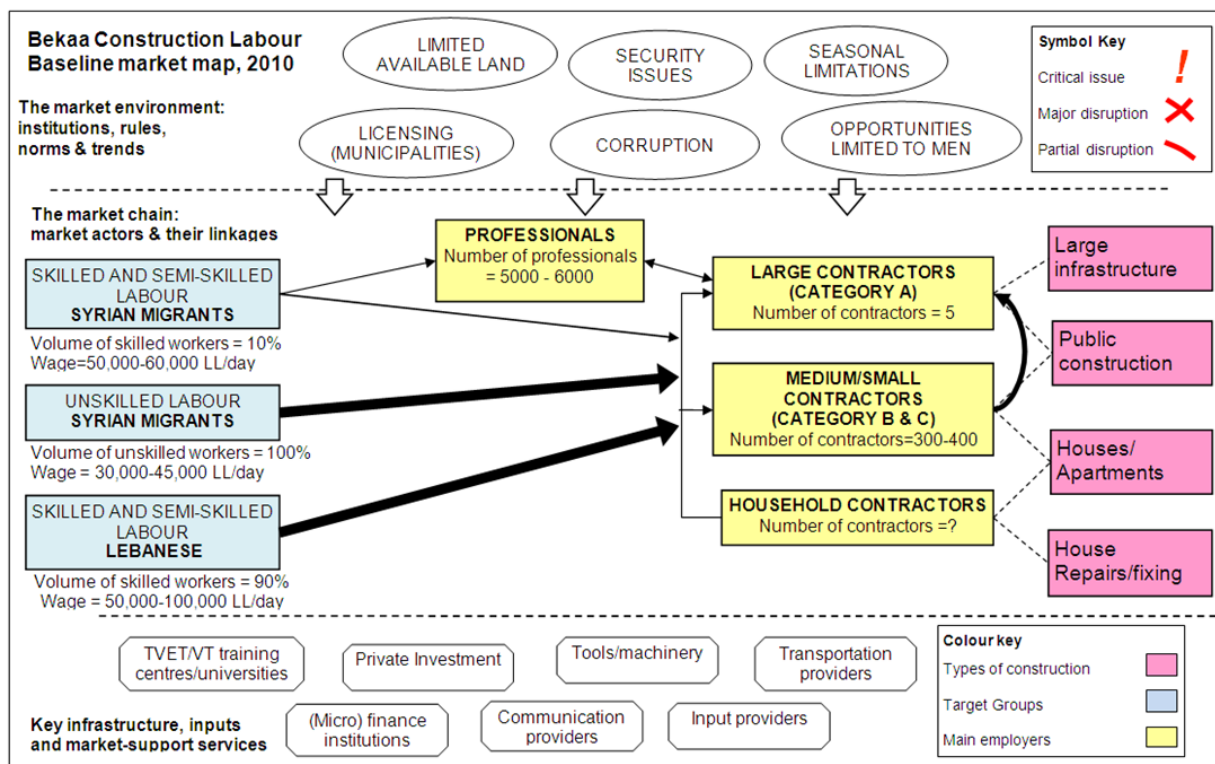 Bekaa Construction Labour
Baseline market map, 2010
The market environment:
institutions, rules,
norms & trends
LIMITED
AVAILABLE LAND
SECURITY
ISSUES
SEASONAL
LIMITATIONS
LICENSING
(MUNICIPALITIES)
CORRUPTION
OPPORTUNITIES
LIMITED TO MEN
Symbol Key
Critical issue
Major disruption
Partial disruption
The market chain:
market actors & their linkages
SKILLED AND SEMI-SKILLED
LABOUR
SYRIAN MIGRANTS
Volume of skilled workers = 10%
Wage=50,000-60,000 LL/day
UNSKILLED LABOUR
SYRIAN MIGRANTS
Volume of unskilled workers = 100%
Wage = 30,000-45,000 LL/day
SKILLED AND SEMI-SKILLED
LABOUR
LEBANESE
Volume of skilled workers = 90%
Wage = 50,000-100,000 LL/day
PROFESSIONALS
Number of professionals
= 5000 - 6000
LARGE CONTRACTORS
(CATEGORY A)
Number of contractors = 5
MEDIUM/SMALL
CONTRACTORS
(CATEGORY B & C)
Number of contractors=300-400
HOUSEHOLD CONTRACTORS
Number of contractors =?
Large
infrastructure
Public
construction
Houses/
Apartments
House
Repairs/fixing
TVET/VT training
centres/universities
Private Investment
Tools/machinery
Transportation
providers
Key infrastructure, inputs
and market-support services
(Micro) finance
institutions
Communication
providers
Input providers
Colour key
Types of construction
Target Groups
Main employers